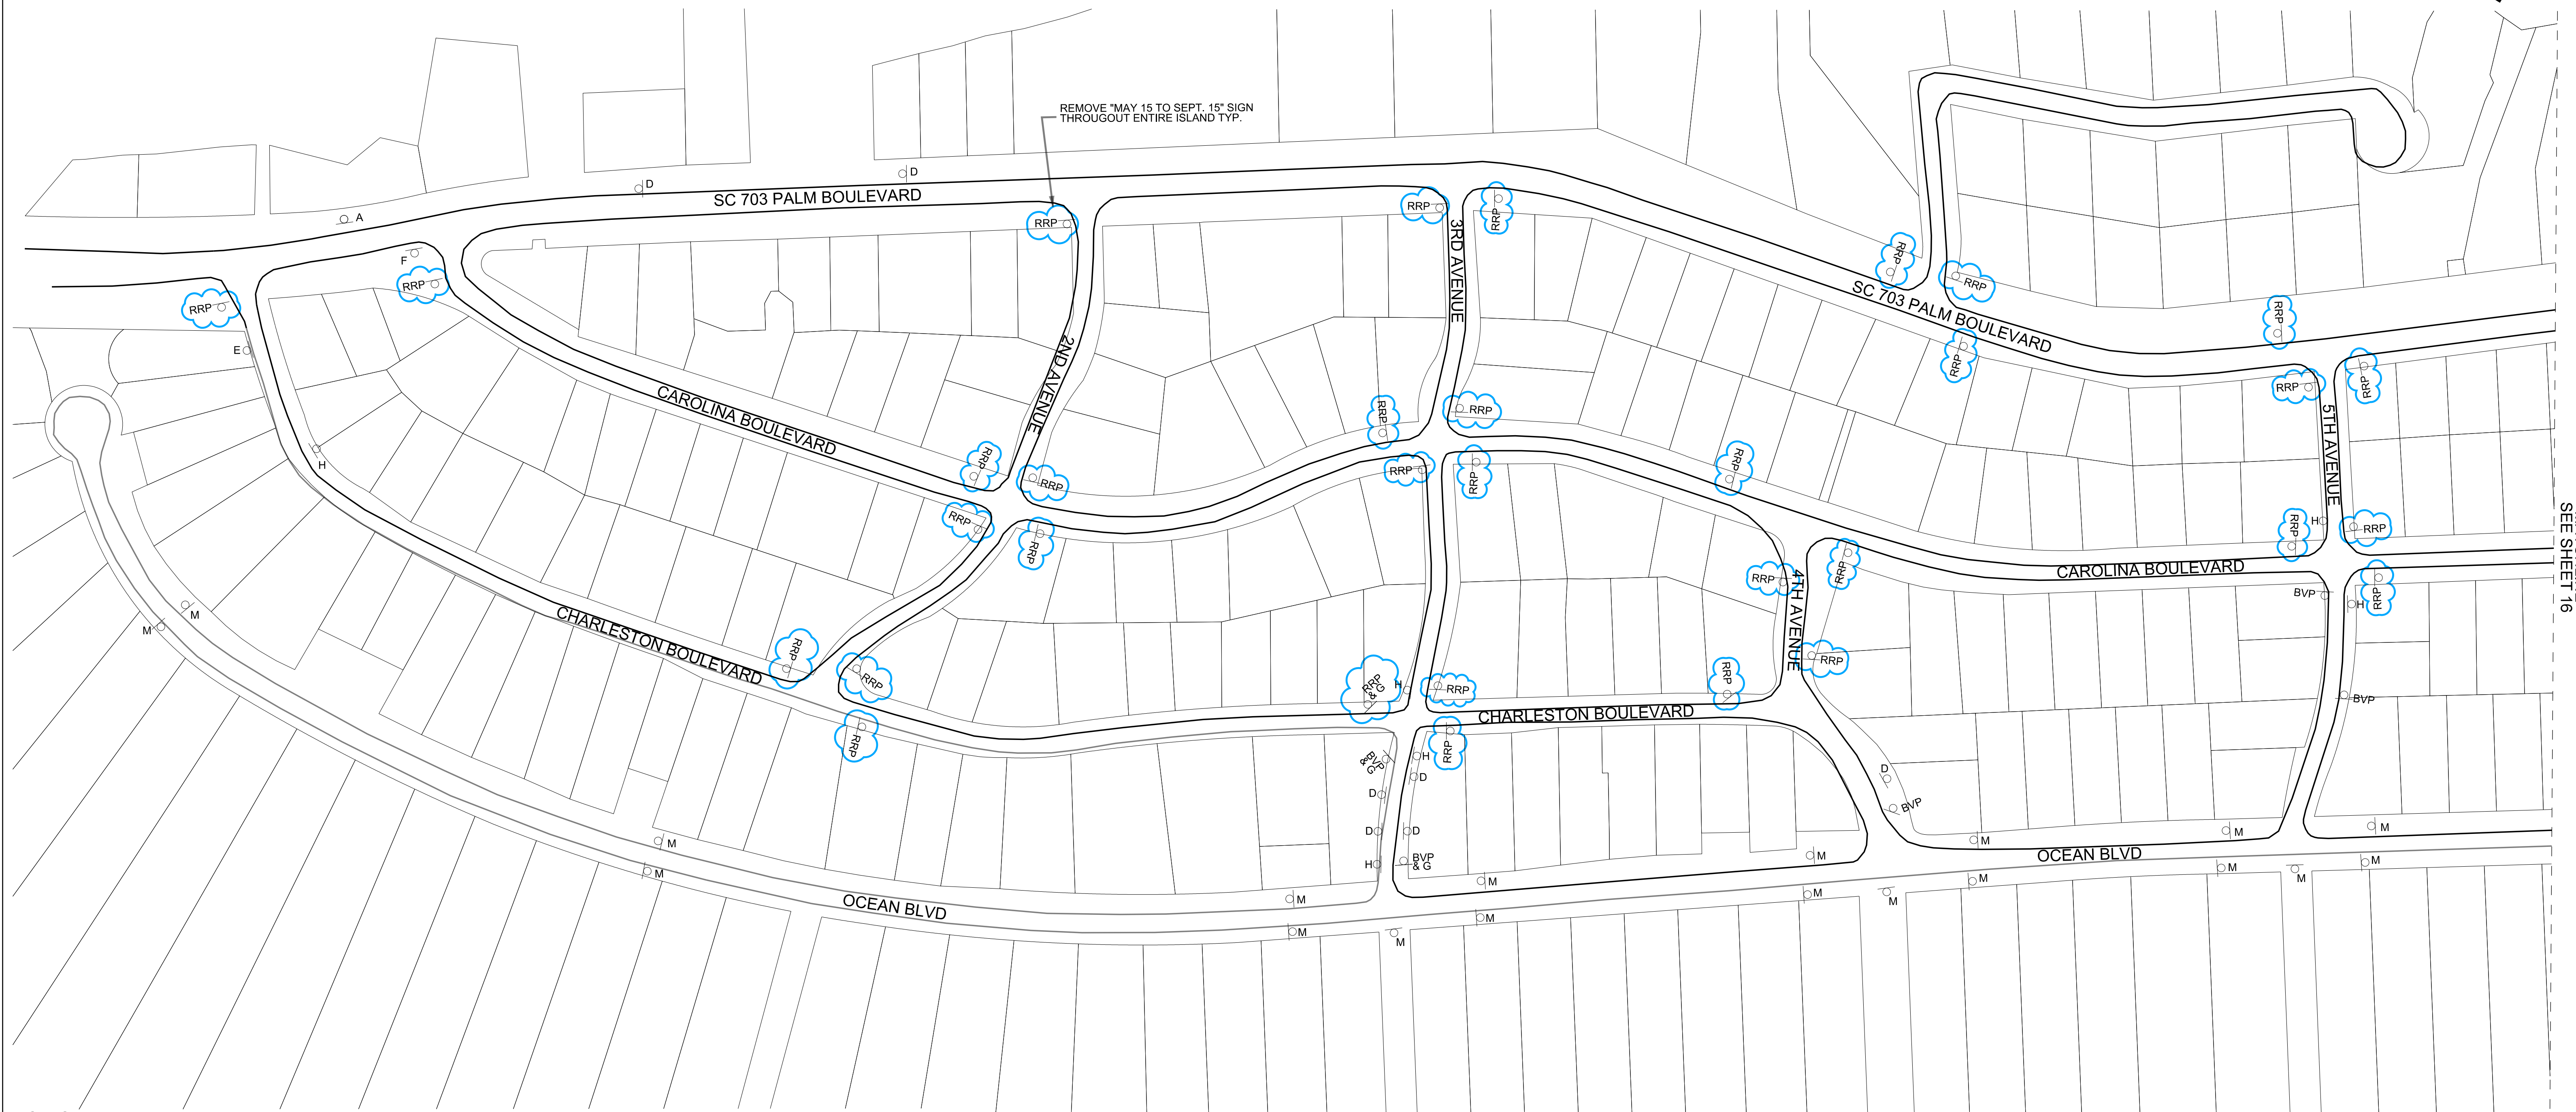 REMOVE "MAY 15 TO SEPT. 15" SIGN
THROUGOUT ENTIRE ISLAND TYP.
D
D
SC 703 PALM BOULEVARD
A
RRP
RRP
RRP
3RD AVENUE
F
RRP
RRP
RRP
RRP
SC 703 PALM BOULEVARD
RRP
RRP
E
2ND AVENUE
RRP
RRP
RRP
CAROLINA BOULEVARD
RRP
RRP
5TH AVENUE
H
RRP
RRP
RRP
RRP
RRP
RRP
RRP
H
RRP
SEE SHEET 16
RRP
RRP
CAROLINA BOULEVARD
RRP
4TH AVENUE
BVP
H
RRP
M
M
CHARLESTON BOULEVARD
RRP
RRP
RRP
RRP
& G
H
RRP
RRP
BVP
CHARLESTON BOULEVARD
RRP
RRP
BVP
& G
H
D
D
D
BVP
D
D
H
BVP
& G
M
M
M
M
M
M
M
OCEAN BLVD
M
M
M
M
M
M
OCEAN BLVD
M
M
M
M
M
M